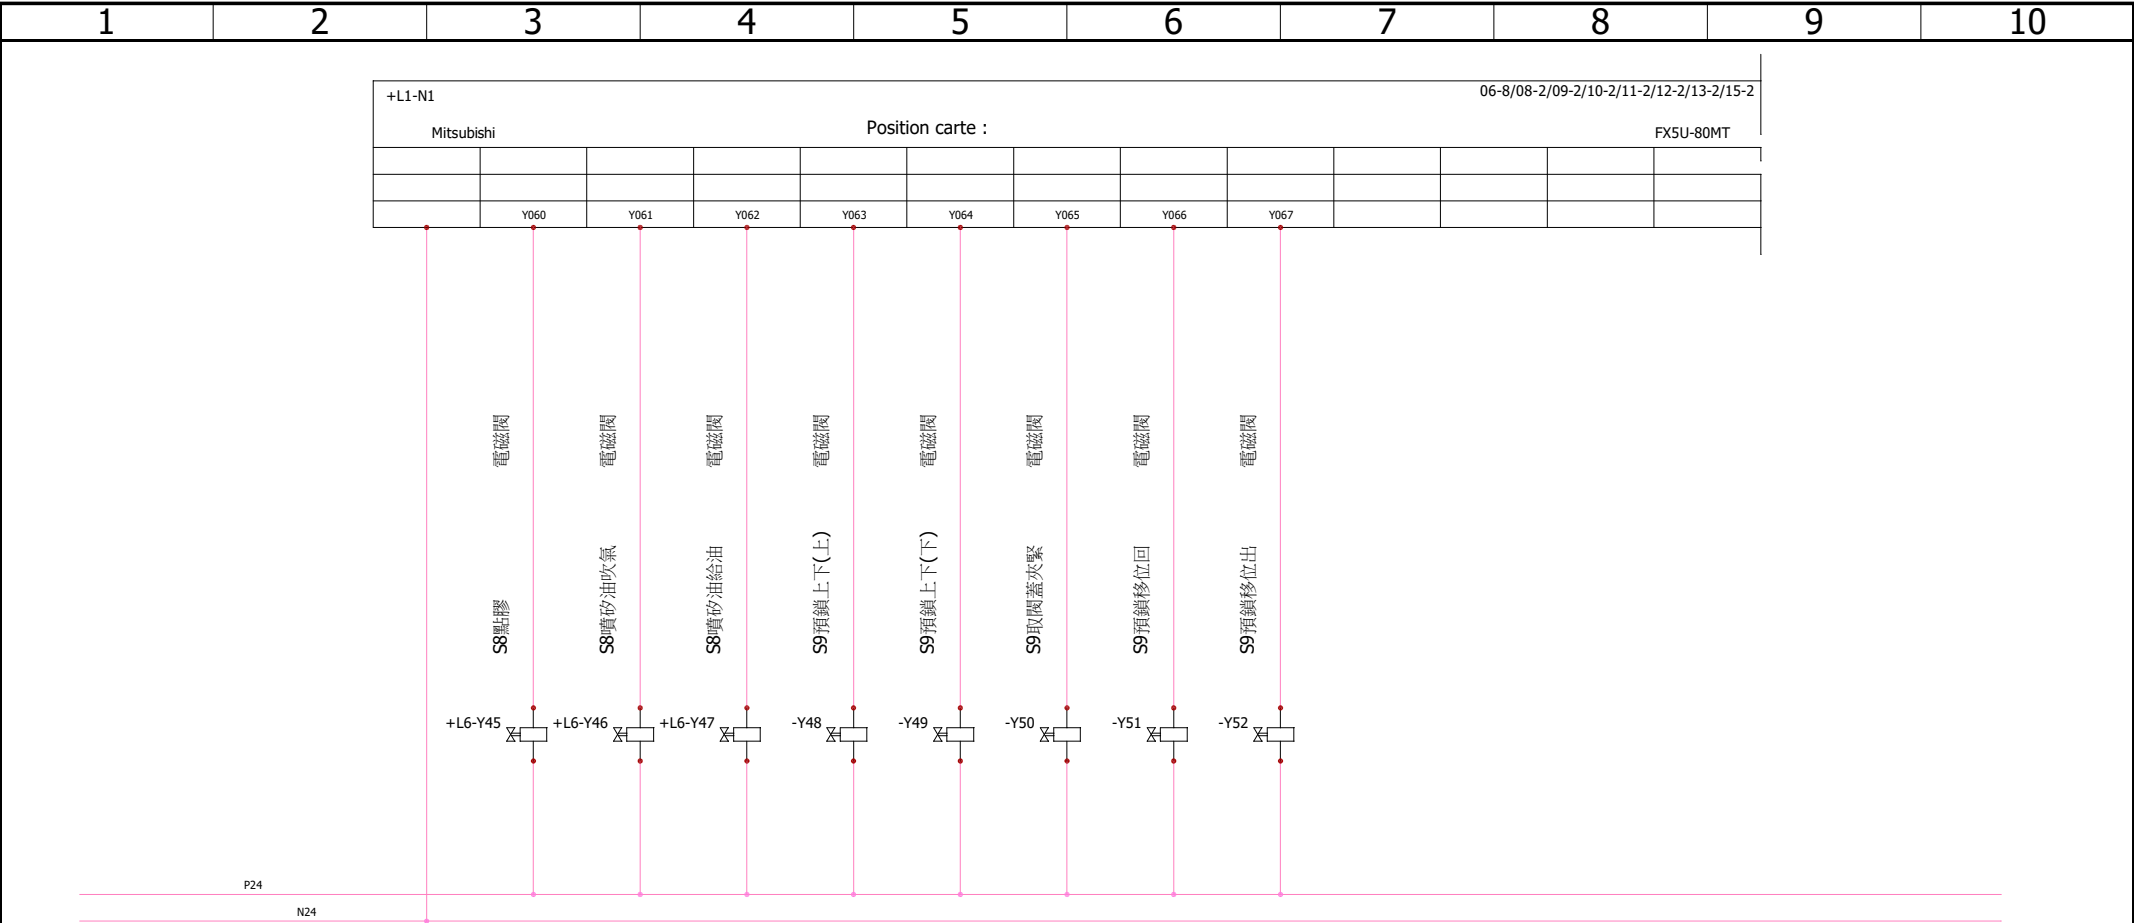 1 2 3 4 5 6 7 8 9 10
+L1-N1 06-8/08-2/09-2/10-2/11-2/12-2/13-2/15-2
Mitsubishi Position carte : FX5U-80MT
Y060 Y061 Y062 Y063 Y064 Y065 Y066 Y067
S8點膠 電磁閥
S8噴矽油吹氣 電磁閥
S8噴矽油給油 電磁閥
S9預鎖上下(上) 電磁閥
S9預鎖上下(下) 電磁閥
S9取閥蓋夾緊 電磁閥
S9預鎖移位回 電磁閥
S9預鎖移位出 電磁閥
+L6-Y45 +L6-Y46 +L6-Y47 -Y48 -Y49 -Y50 -Y51 -Y52
P24
N24